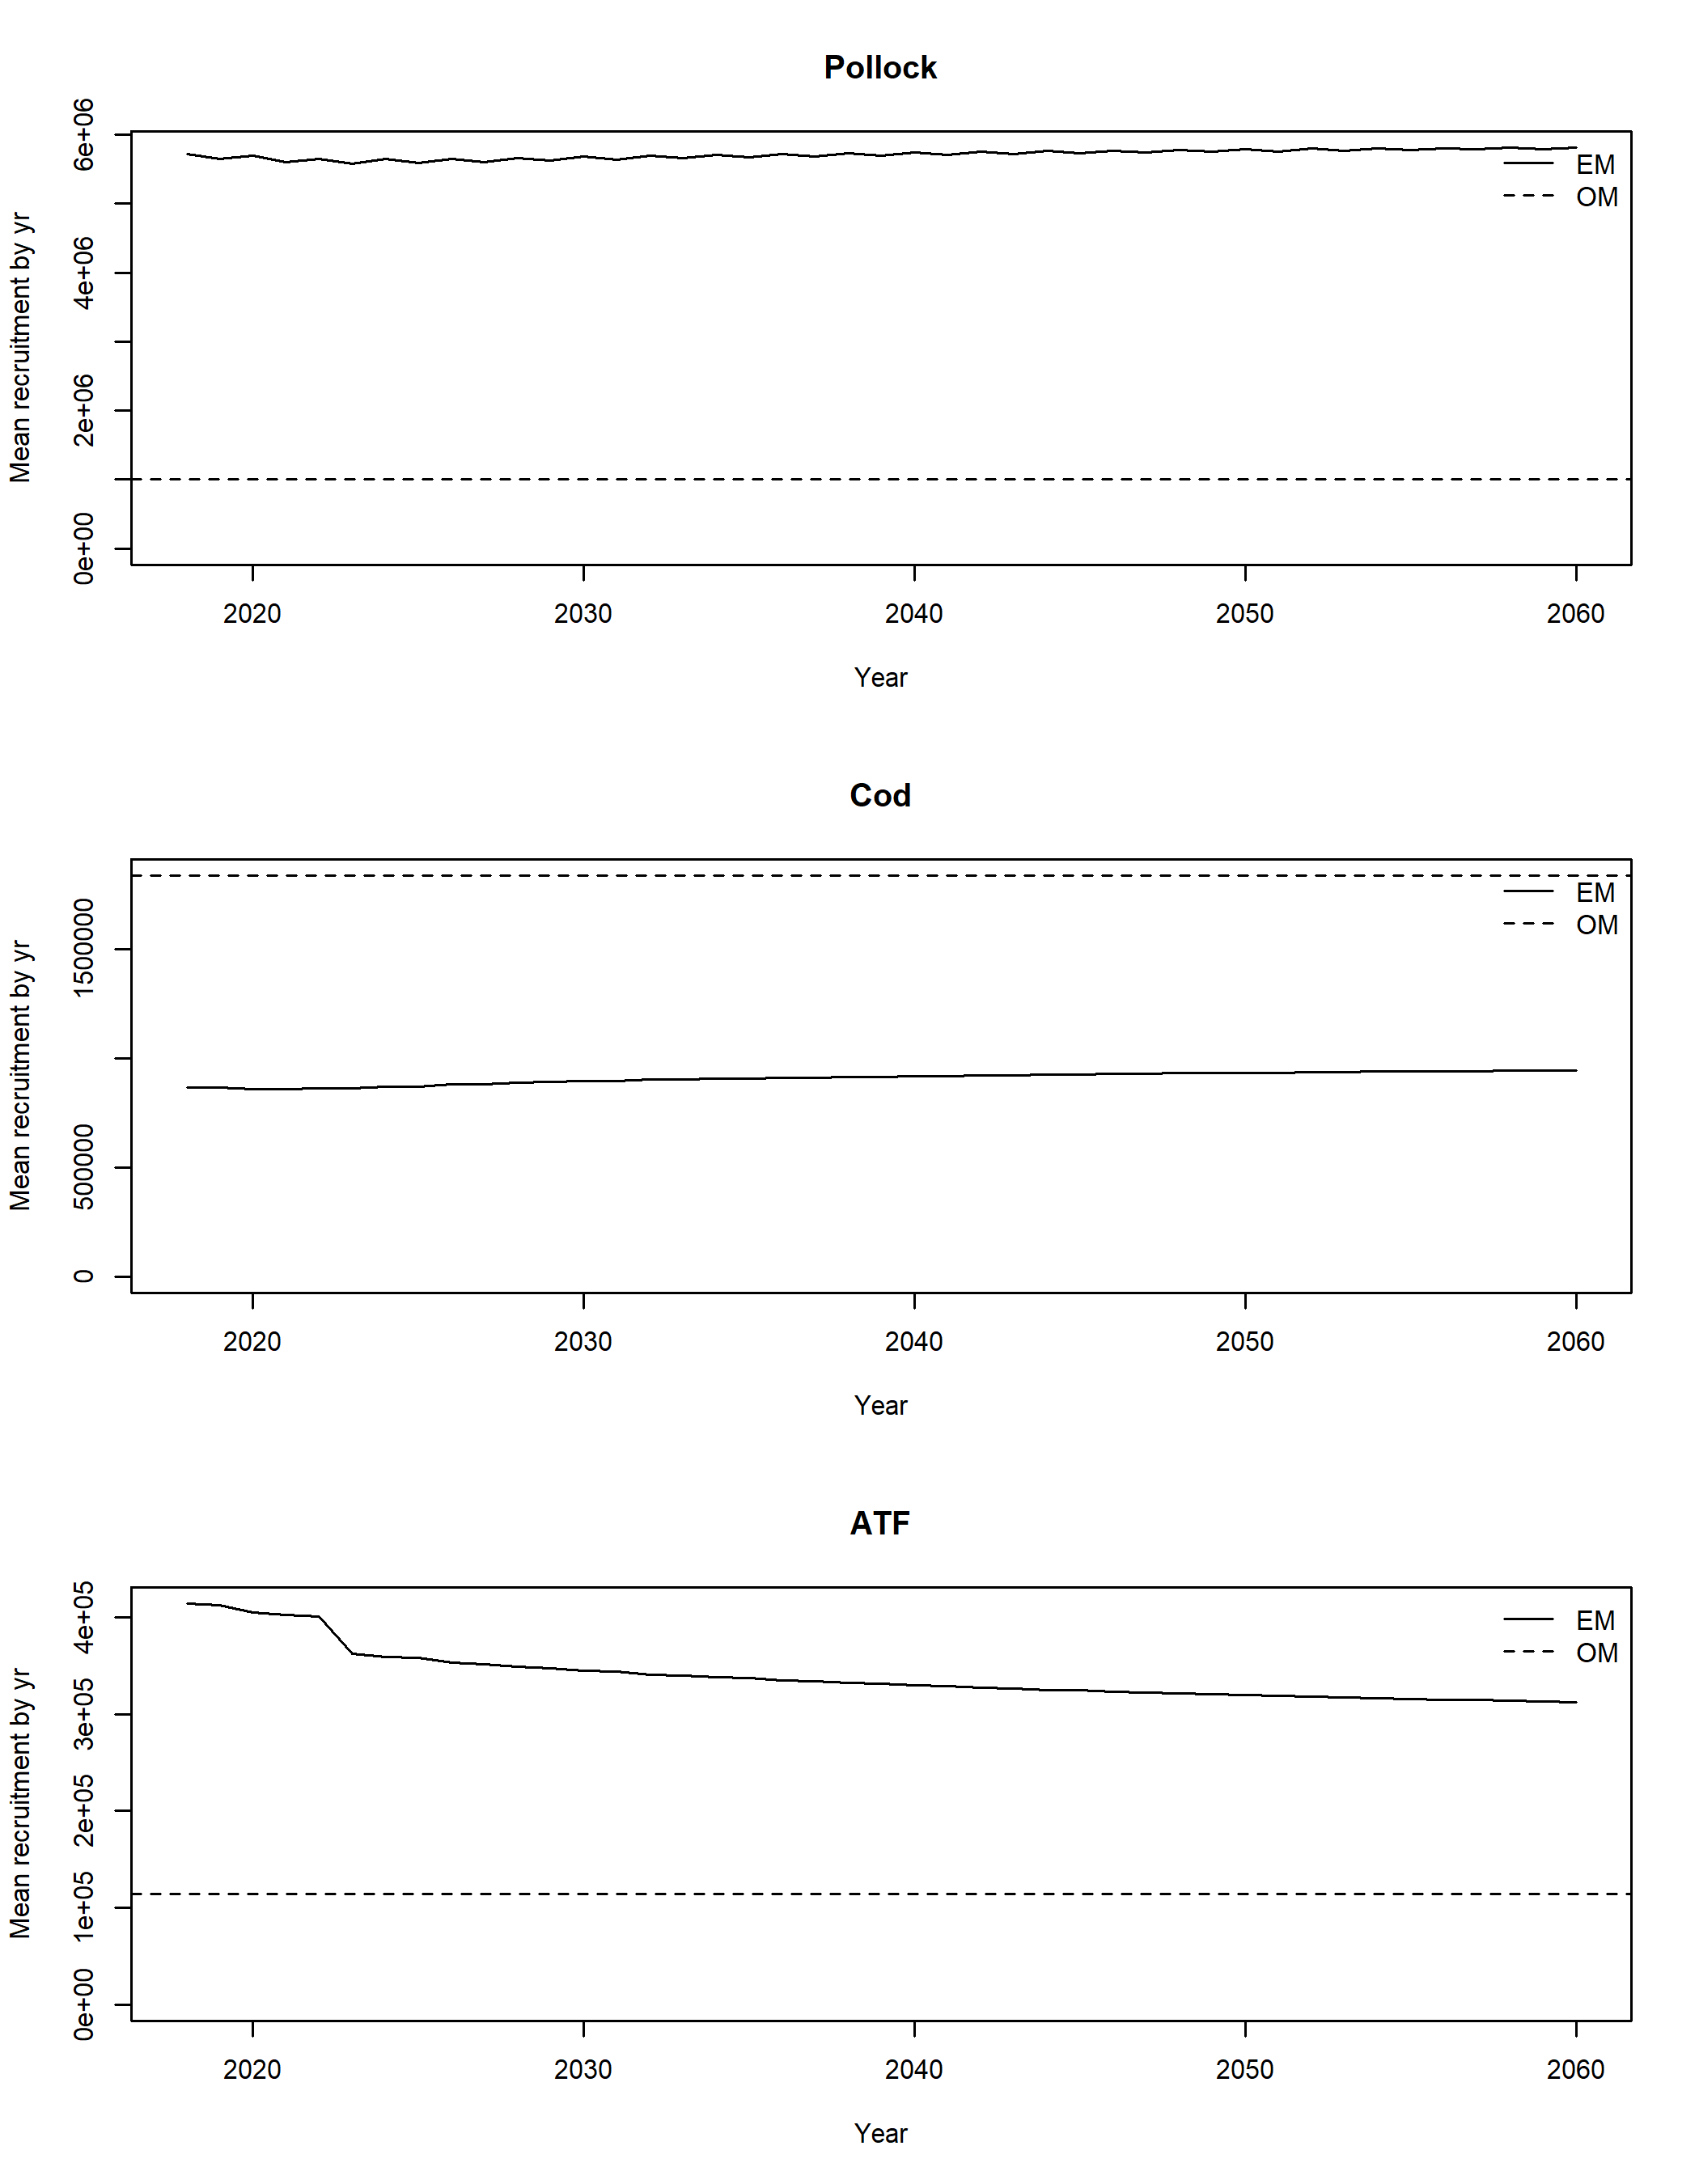 Pollock
Mean recruitment by yr
6e+06
4e+06
2e+06
0e+00
EM
OM
2020 2030 2040 2050 2060
Year
Cod
Mean recruitment by yr
1500000
500000
0
EM
OM
2020 2030 2040 2050 2060
Year
ATF
Mean recruitment by yr
4e+05
3e+05
2e+05
1e+05
0e+00
EM
OM
2020 2030 2040 2050 2060
Year